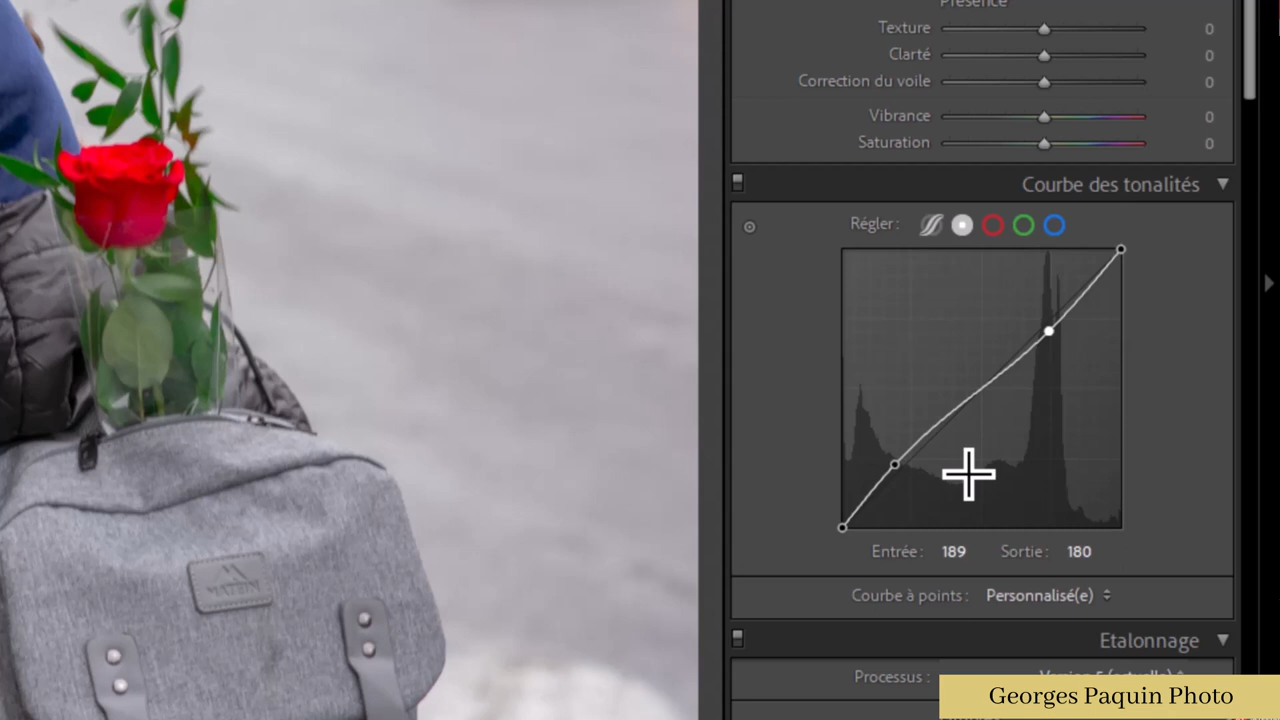 Présence
Texture 0
Clarté 0
Correction du voile 0
Vibrance 0
Saturation 0
Courbe des tonalités
Régler :
Entrée : 189 Sortie : 180
Courbe à points : Personnalisé(e)
Etalonnage
Processus :
Georges Paquin Photo